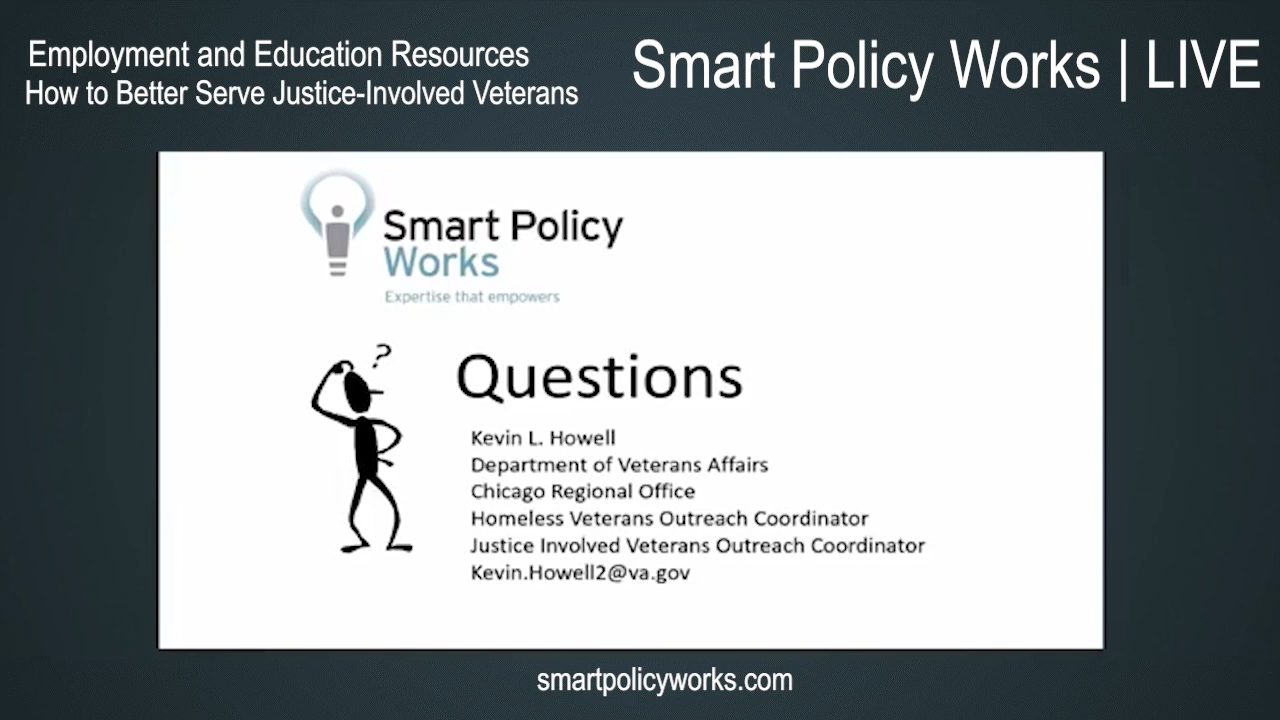 Employment and Education Resources
How to Better Serve Justice-Involved Veterans
Smart Policy Works | LIVE
Smart Policy
Works
Expertise that empowers
?
Questions
Kevin L. Howell
Department of Veterans Affairs
Chicago Regional Office
Homeless Veterans Outreach Coordinator
Justice Involved Veterans Outreach Coordinator
Kevin.Howell2@va.gov
smartpolicyworks.com